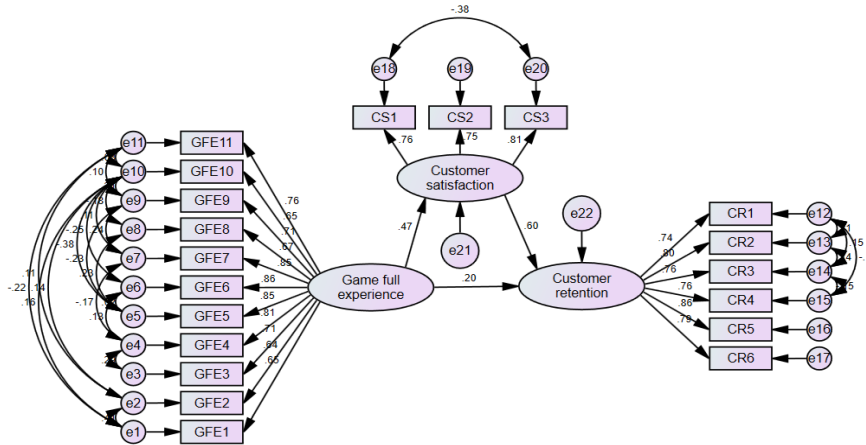 -.38
e18
e19
e20
CS1
CS2
CS3
.76
.75
.81
Customer
satisfaction
e11
GFE11
.10
e10
GFE10
e9
GFE9
e8
GFE8
e7
GFE7
e6
GFE6
e5
GFE5
e4
GFE4
e3
GFE3
e2
GFE2
e1
GFE1
-.25
.24
-.38
-.23
.23
.11
-.22
.14
.16
-.17
.13
.76
.65
.71
.67
.85
.86
.85
.81
.71
.64
.65
Game full
experience
.47
e21
.60
e22
.20
Customer
retention
.74
.80
.76
.76
.86
.79
CR1
e12
CR2
e13
.15
CR3
e14
CR4
e15
CR5
e16
CR6
e17